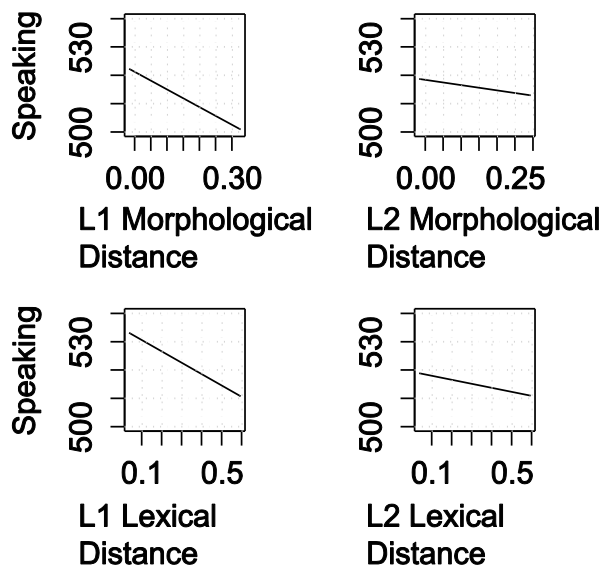 Speaking
530
500
0.00 0.30
L1 Morphological
Distance
530
500
0.00 0.25
L2 Morphological
Distance
Speaking
530
500
0.1 0.5
L1 Lexical
Distance
530
500
0.1 0.5
L2 Lexical
Distance